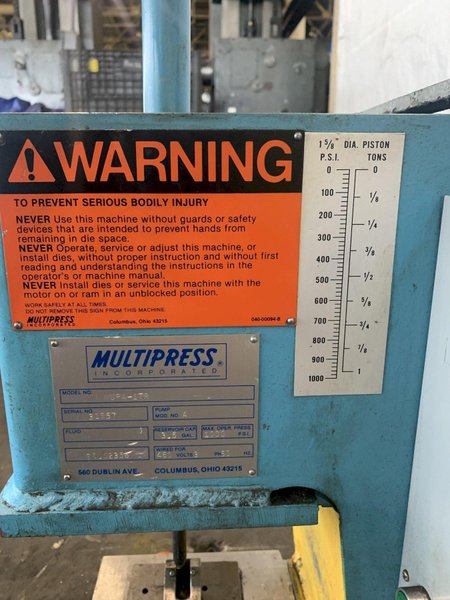 WARNING
TO PREVENT SERIOUS BODILY INJURY
NEVER Use this machine without guards or safety
devices that are intended to prevent hands from
remaining in die space.
NEVER Operate, service or adjust this machine, or
install dies, without proper instruction and without first
reading and understanding the instructions in the
operator's or machine manual.
NEVER Install dies or service this machine with the
motor on or ram in an unblocked position.
WORK SAFELY AT ALL TIMES.
DO NOT REMOVE THIS SIGN FROM THIS MACHINE.
MULTIPRESS
INCORPORATED
Columbus, Ohio 43215
040-00094-B
1 5/8" DIA. PISTON
P.S.I. TONS
0 0
100
1/8
200
1/4
300
3/8
400
500
1/2
600
5/8
700
3/4
800
7/8
900
1000 1
MULTIPRESS®
INCORPORATED
MODEL NO.
SERIAL NO. 31957
PUMP
MOD. NO. A
FLUID
RESERVOIR CAP. GAL.
MAX. OPER. PRESS. P.S.I.
WIRED FOR
VOLTS PH HZ
560 DUBLIN AVE. COLUMBUS, OHIO 43215